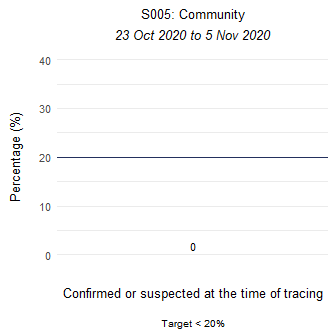 S005: Community
23 Oct 2020 to 5 Nov 2020
Percentage (%)
40
30
20
10
0
0
Confirmed or suspected at the time of tracing
Target < 20%